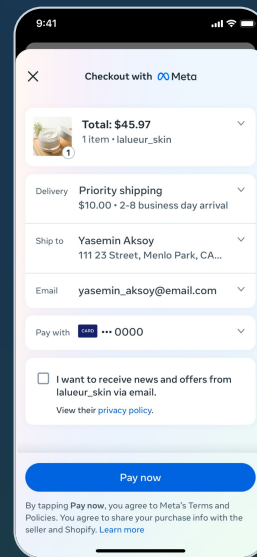 9:41
Checkout with Meta
Total: $45.97
1 item • lalueur_skin
1
Delivery Priority shipping
$10.00 • 2-8 business day arrival
Ship to Yasemin Aksoy
111 23 Street, Menlo Park, CA...
Email yasemin_aksoy@email.com
Pay with CARD ••• 0000
I want to receive news and offers from
lalueur_skin via email.
View their privacy policy.
Pay now
By tapping Pay now, you agree to Meta's Terms and
Policies. You agree to share your purchase info with the
seller and Shopify. Learn more